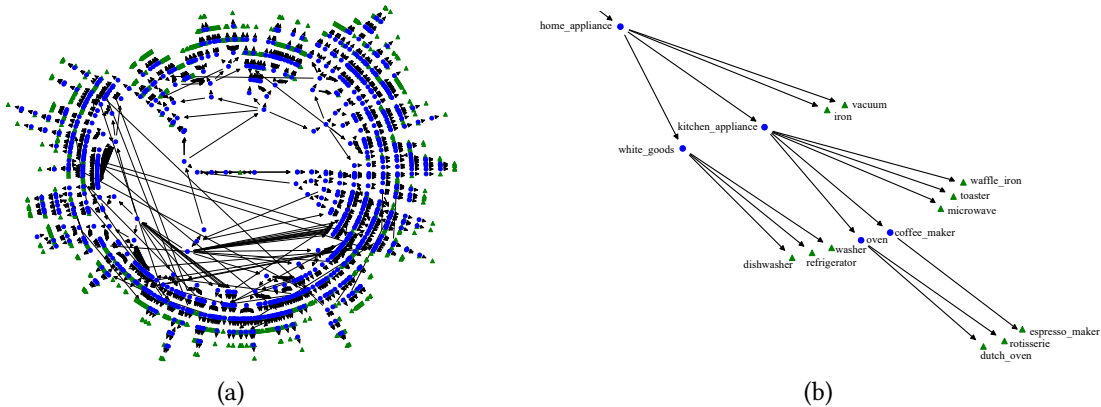 home_appliance
vacuum
iron
kitchen_appliance
white_goods
waffle_iron
toaster
microwave
coffee_maker
oven
washer
dishwasher
refrigerator
espresso_maker
rotisserie
dutch_oven
(a)
(b)